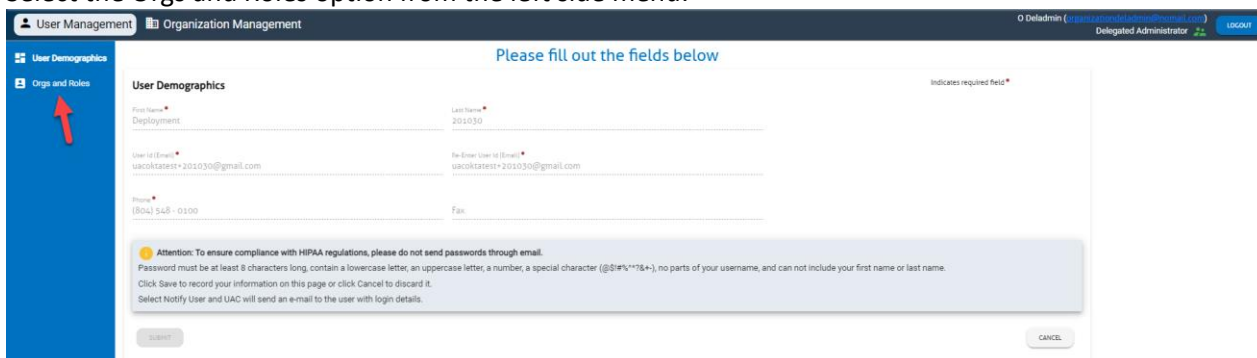 Select the Orgs and Roles option from the left side menu.
User Management Organization Management
O Deladmin (organizationdeladmin@nomail.com)
Delegated Administrator
LOGOUT
User Demographics
Orgs and Roles
Please fill out the fields below
User Demographics
Indicates required field*
First Name *
Last Name *
Deployment
201030
User Id (Email) *
Re-Enter User Id (Email) *
uacoktatest+201030@gmail.com
uacoktatest+201030@gmail.com
Phone *
(804) 548 - 0100
Fax
Attention: To ensure compliance with HIPAA regulations, please do not send passwords through email.
Password must be at least 8 characters long, contain a lowercase letter, an uppercase letter, a number, a special character (@$!#%^*?&+-), no parts of your username, and can not include your first name or last name.
Click Save to record your information on this page or click Cancel to discard it.
Select Notify User and UAC will send an e-mail to the user with login details.
SUBMIT
CANCEL